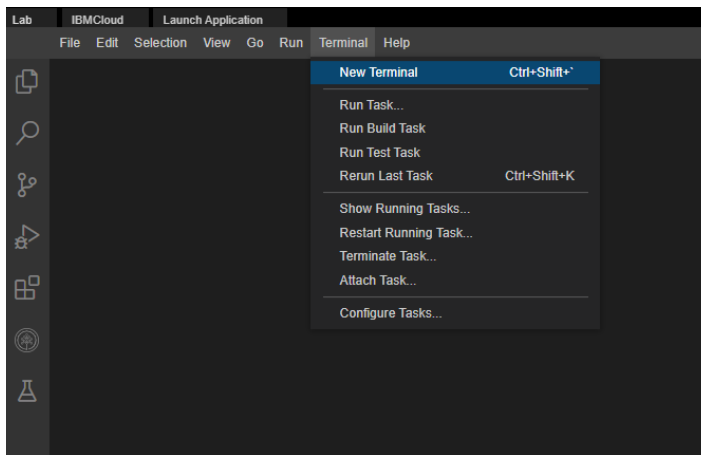 Lab IBMCloud Launch Application
File Edit Selection View Go Run Terminal Help
New Terminal Ctrl+Shift+`
Run Task...
Run Build Task
Run Test Task
Rerun Last Task Ctrl+Shift+K
Show Running Tasks...
Restart Running Task...
Terminate Task...
Attach Task...
Configure Tasks...